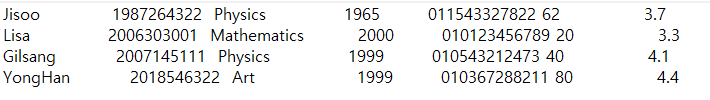 Jisoo 1987264322 Physics 1965 011543327822 62 3.7
Lisa 2006303001 Mathematics 2000 010123456789 20 3.3
Gilsang 2007145111 Physics 1999 010543212473 40 4.1
YongHan 2018546322 Art 1999 010367288211 80 4.4